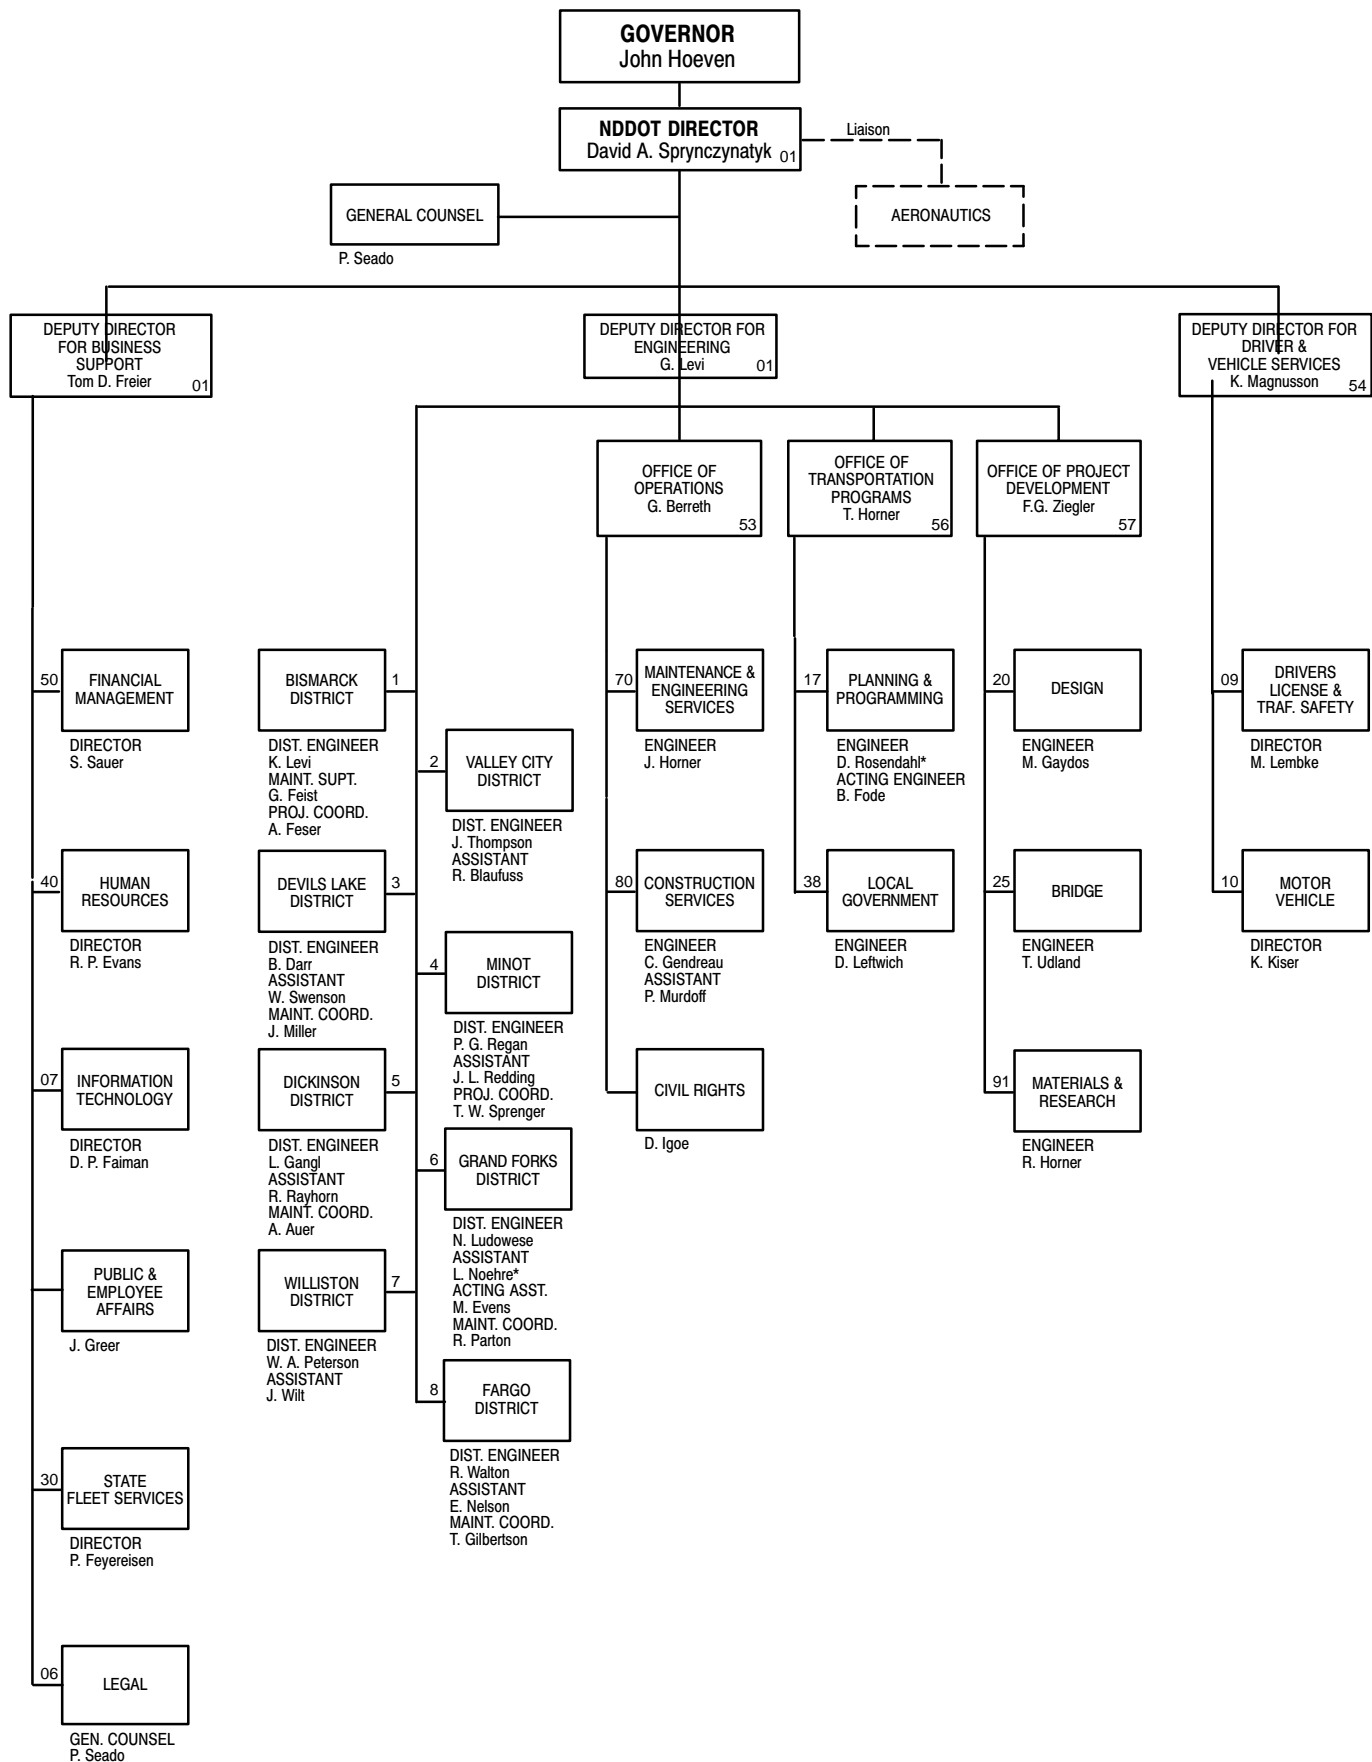 GOVERNOR
John Hoeven
NDDOT DIRECTOR
David A. Sprynczynatyk 01
Liaison
AERONAUTICS
GENERAL COUNSEL
P. Seado
DEPUTY DIRECTOR
FOR BUSINESS
SUPPORT
Tom D. Freier
01
DEPUTY DIRECTOR FOR
ENGINEERING
G. Levi 01
DEPUTY DIRECTOR FOR
DRIVER &
VEHICLE SERVICES
K. Magnusson 54
OFFICE OF
OPERATIONS
G. Berreth
53
OFFICE OF
TRANSPORTATION
PROGRAMS
T. Horner
56
OFFICE OF PROJECT
DEVELOPMENT
F.G. Ziegler
57
50
FINANCIAL
MANAGEMENT
DIRECTOR
S. Sauer
40
HUMAN
RESOURCES
DIRECTOR
R. P. Evans
07
INFORMATION
TECHNOLOGY
DIRECTOR
D. P. Faiman
PUBLIC &
EMPLOYEE
AFFAIRS
J. Greer
30
STATE
FLEET SERVICES
DIRECTOR
P. Feyereisen
06
LEGAL
GEN. COUNSEL
P. Seado
BISMARCK
DISTRICT
1
DIST. ENGINEER
K. Levi
MAINT. SUPT.
G. Feist
PROJ. COORD.
A. Feser
2
VALLEY CITY
DISTRICT
DIST. ENGINEER
J. Thompson
ASSISTANT
R. Blaufuss
DEVILS LAKE
DISTRICT
3
DIST. ENGINEER
B. Darr
ASSISTANT
W. Swenson
MAINT. COORD.
J. Miller
4
MINOT
DISTRICT
DIST. ENGINEER
P. G. Regan
ASSISTANT
J. L. Redding
PROJ. COORD.
T. W. Sprenger
DICKINSON
DISTRICT
5
DIST. ENGINEER
L. Gangl
ASSISTANT
R. Rayhorn
MAINT. COORD.
A. Auer
6
GRAND FORKS
DISTRICT
DIST. ENGINEER
N. Ludowese
ASSISTANT
L. Noehre*
ACTING ASST.
M. Evens
MAINT. COORD.
R. Parton
WILLISTON
DISTRICT
7
DIST. ENGINEER
W. A. Peterson
ASSISTANT
J. Wilt
8
FARGO
DISTRICT
DIST. ENGINEER
R. Walton
ASSISTANT
E. Nelson
MAINT. COORD.
T. Gilbertson
70
MAINTENANCE &
ENGINEERING
SERVICES
ENGINEER
J. Horner
80
CONSTRUCTION
SERVICES
ENGINEER
C. Gendreau
ASSISTANT
P. Murdoff
CIVIL RIGHTS
D. Igoe
17
PLANNING &
PROGRAMMING
ENGINEER
D. Rosendahl*
ACTING ENGINEER
B. Fode
38
LOCAL
GOVERNMENT
ENGINEER
D. Leftwich
20
DESIGN
ENGINEER
M. Gaydos
25
BRIDGE
ENGINEER
T. Udland
91
MATERIALS &
RESEARCH
ENGINEER
R. Horner
09
DRIVERS
LICENSE &
TRAF. SAFETY
DIRECTOR
M. Lembke
10
MOTOR
VEHICLE
DIRECTOR
K. Kiser